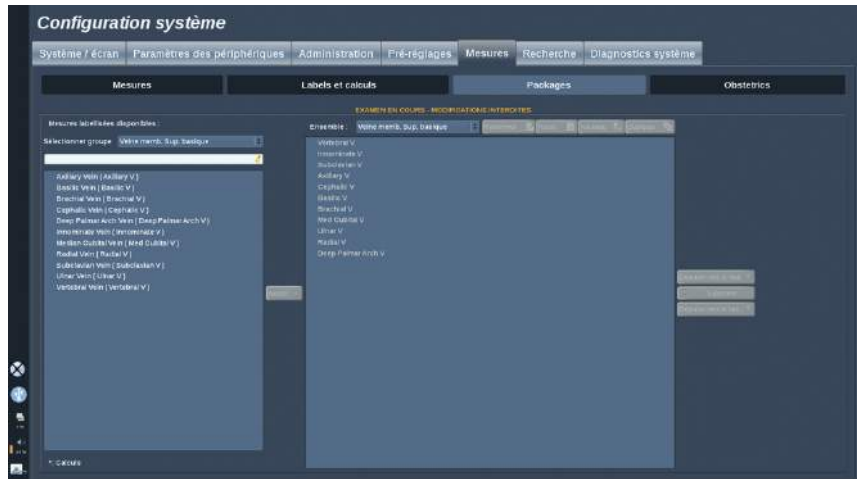 Configuration système
Système / écran Paramètres des périphériques Administration Pré-réglages Mesures Recherche Diagnostics système
Mesures Labels et calculs Packages Obstetrics
EXAMEN EN COURS - MODIFICATIONS INTERDITES
Mesures labellisées disponibles :
Sélectionner groupe Veine memb. Sup. basique
Axillary Vein ( Axillary V )
Basilic Vein ( Basilic V )
Brachial Vein ( Brachial V )
Cephalic Vein ( Cephalic V )
Deep Palmar Arch Vein ( Deep Palmar Arch V )
Innominate Vein ( Innominate V )
Median Cubital Vein ( Med Cubital V )
Radial Vein ( Radial V )
Subclavian Vein ( Subclavian V )
Ulnar Vein ( Ulnar V )
Vertebral Vein ( Vertebral V )
*: Calculs
Ensemble : Veine memb. Sup. basique
Vertebral V
Innominate V
Subclavian V
Axillary V
Cephalic V
Basilic V
Brachial V
Med Cubital V
Ulnar V
Radial V
Deep Palmar Arch V